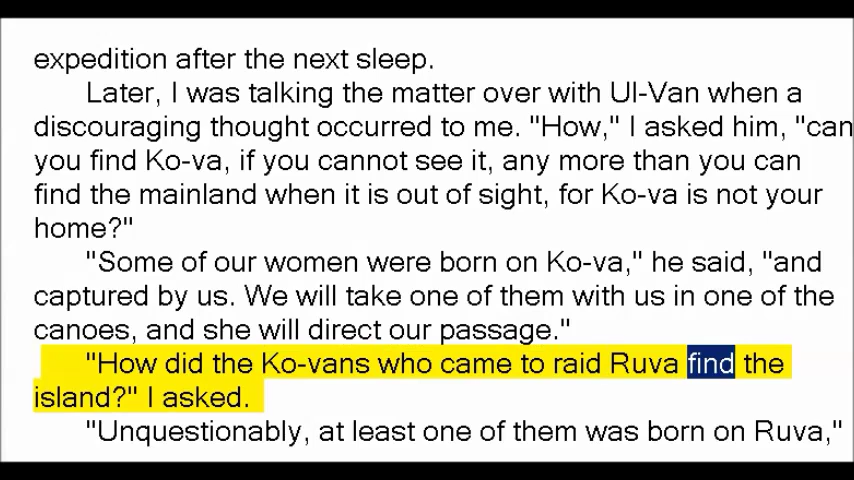 expedition after the next sleep.
Later, I was talking the matter over with Ul-Van when a
discouraging thought occurred to me. "How," I asked him, "can
you find Ko-va, if you cannot see it, any more than you can
find the mainland when it is out of sight, for Ko-va is not your
home?"
"Some of our women were born on Ko-va," he said, "and
captured by us. We will take one of them with us in one of the
canoes, and she will direct our passage."
"How did the Ko-vans who came to raid Ruva find the
island?" I asked.
"Unquestionably, at least one of them was born on Ruva,"